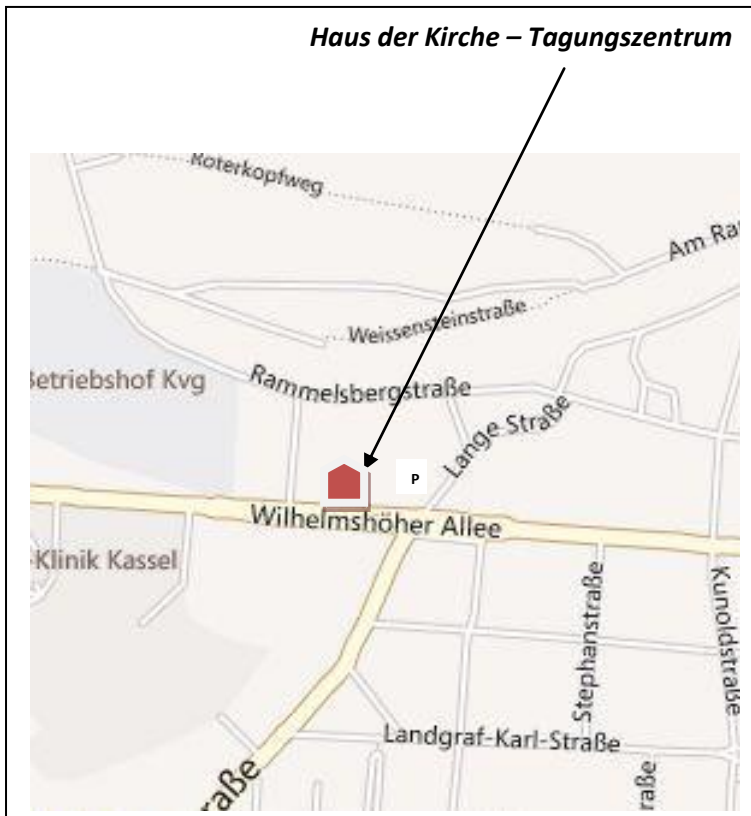 Haus der Kirche – Tagungszentrum
Roterkopfweg
Am Ra
Weissensteinstraße
Betriebshof Kvg
Rammelsbergstraße
Lange Straße
P
Wilhelmshöher Allee
-Klinik Kassel
Stephanstraße
Kunoldstraße
Landgraf-Karl-Straße
raße
raße